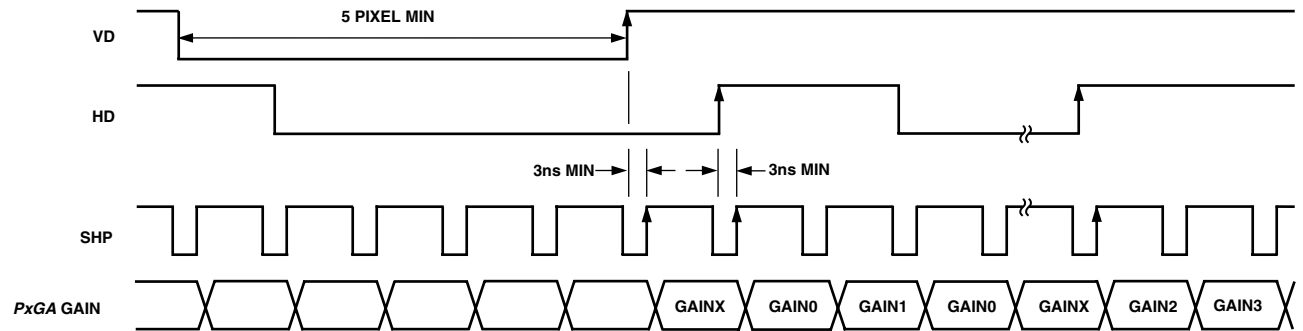 5 PIXEL MIN
VD
HD
3ns MIN
3ns MIN
SHP
PxGA GAIN
GAINX
GAIN0
GAIN1
GAIN0
GAINX
GAIN2
GAIN3